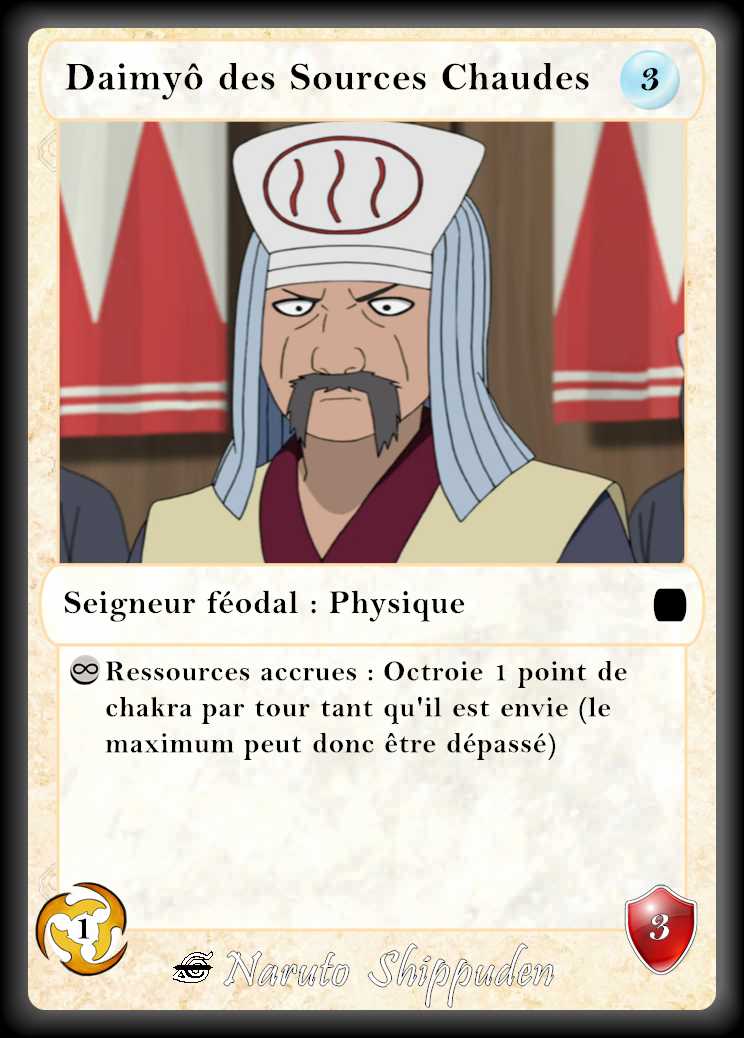 Daimyô des Sources Chaudes 3
Seigneur féodal : Physique
Ressources accrues : Octroie 1 point de
chakra par tour tant qu'il est envie (le
maximum peut donc être dépassé)
1
3
Naruto Shippuden